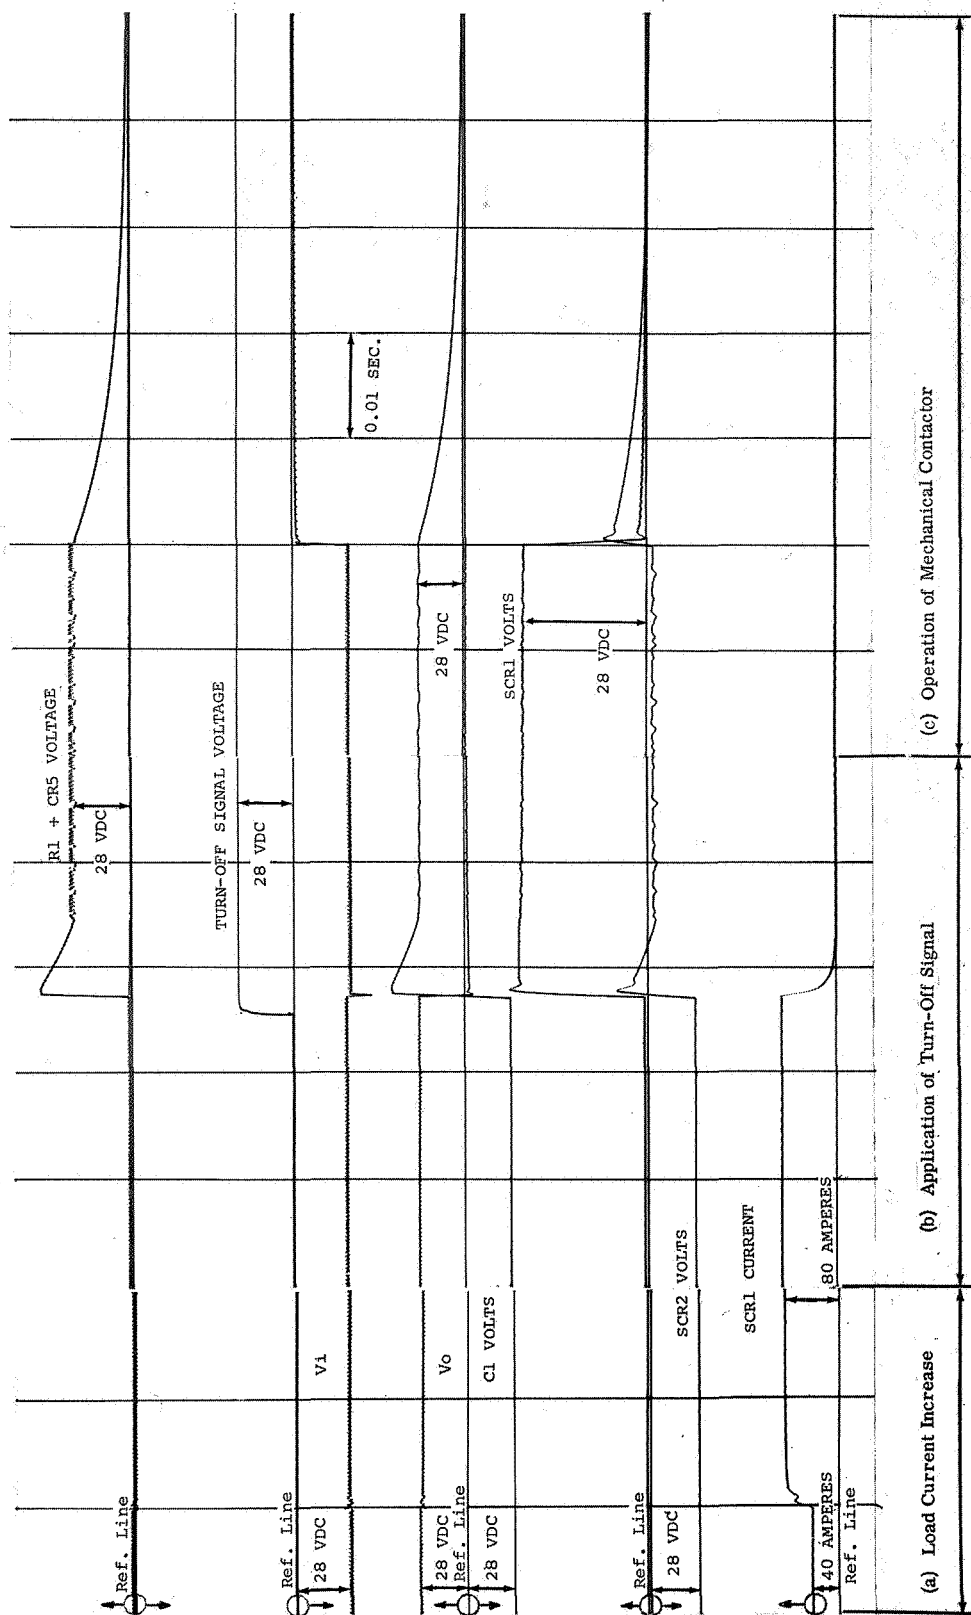 Ref. Line
R1 + CR5 VOLTAGE
28 VDC
Ref. Line
TURN-OFF SIGNAL VOLTAGE
28 VDC
28 VDC
Vi
0.01 SEC.
28 VDC
Vo
28 VDC
Ref. Line
28 VDC
C1 VOLTS
SCR1 VOLTS
28 VDC
Ref. Line
28 VDC
SCR2 VOLTS
SCR1 CURRENT
40 AMPERES
80 AMPERES
Ref. Line
(a) Load Current Increase
(b) Application of Turn-Off Signal
(c) Operation of Mechanical Contactor